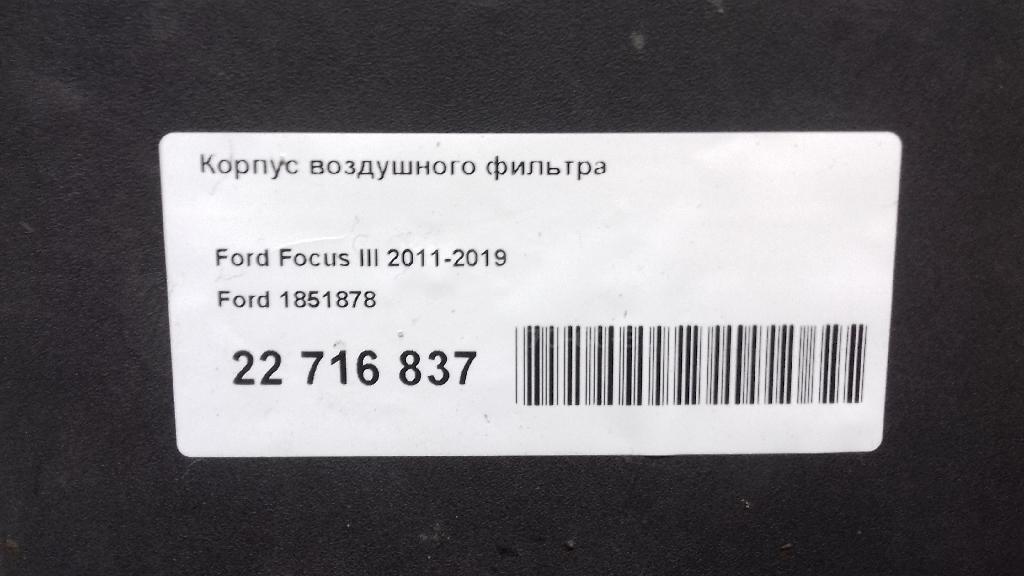 Корпус воздушного фильтра
Ford Focus III 2011-2019
Ford 1851878
22 716 837